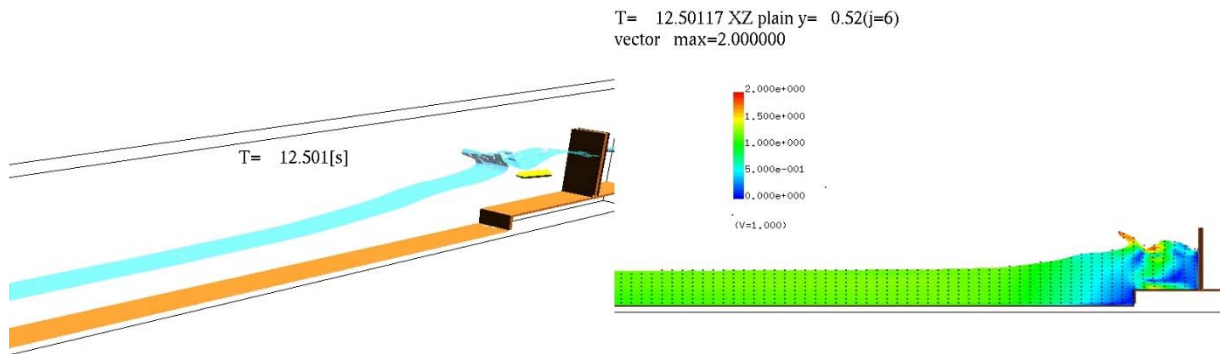 T= 12.501[s]
T= 12.50117 XZ plain y= 0.52(j=6)
vector max=2.000000
2.000e+000
1.500e+000
1.000e+000
5.000e-001
0.000e+000
(V=1.000)